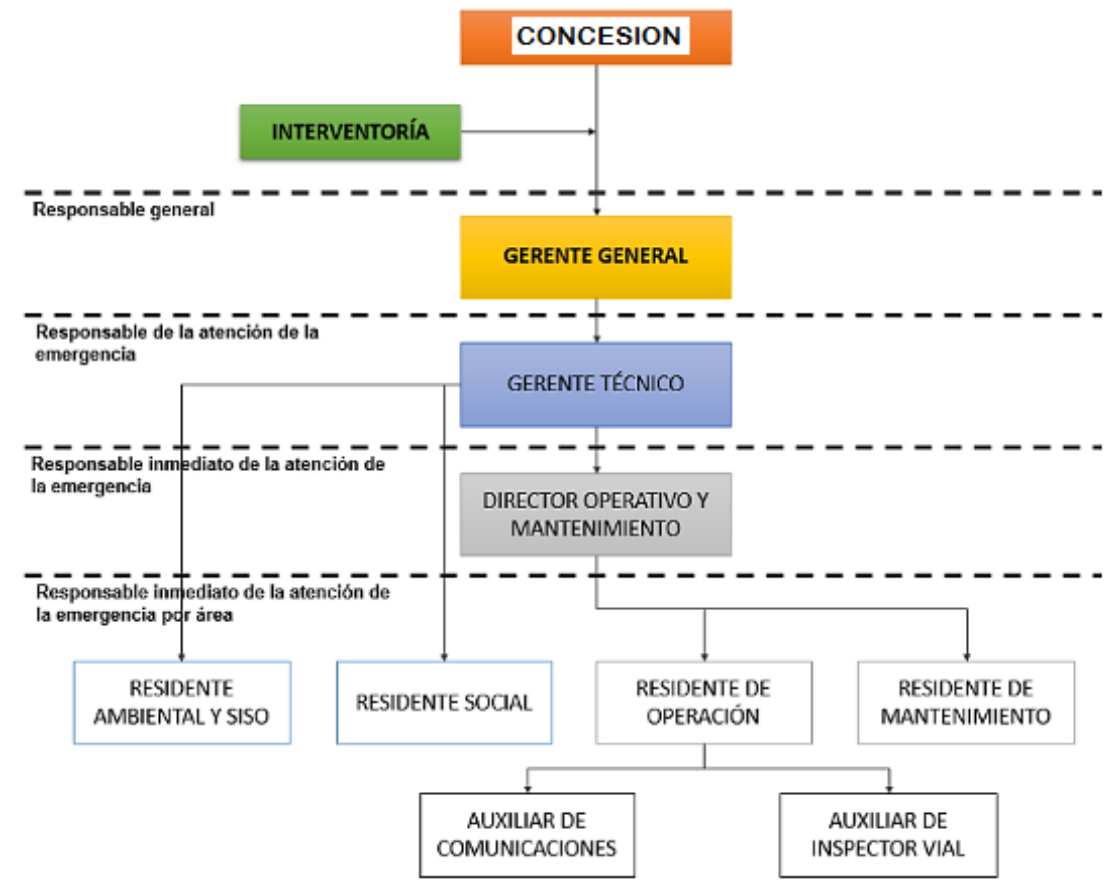 CONCESION
INTERVENTORÍA
Responsable general
GERENTE GENERAL
Responsable de la atención de la
emergencia
GERENTE TÉCNICO
Responsable inmediato de la atención de
la emergencia
DIRECTOR OPERATIVO Y
MANTENIMIENTO
Responsable inmediato de la atención de
la emergencia por área
RESIDENTE
AMBIENTAL Y SISO
RESIDENTE SOCIAL
RESIDENTE DE
OPERACIÓN
RESIDENTE DE
MANTENIMIENTO
AUXILIAR DE
COMUNICACIONES
AUXILIAR DE
INSPECTOR VIAL